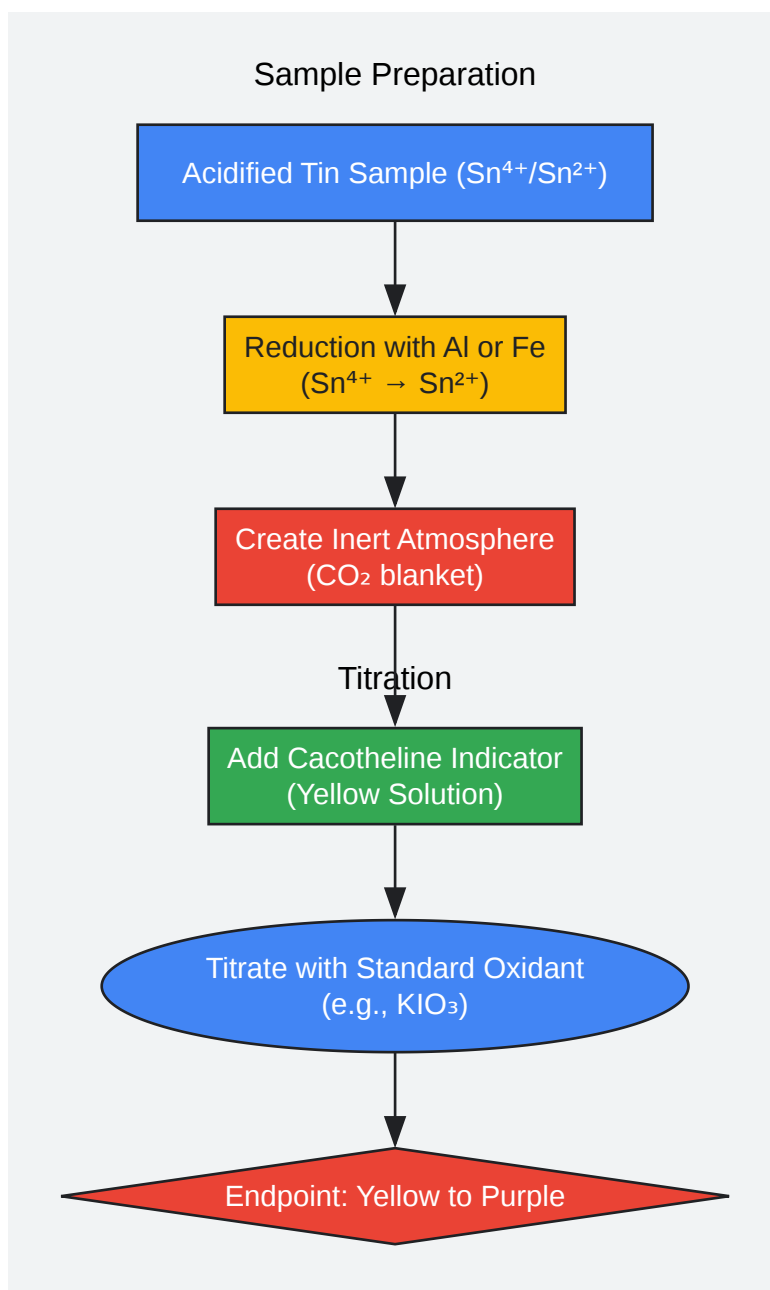 Sample Preparation
Acidified Tin Sample (Sn⁴⁺/Sn²⁺)
Reduction with Al or Fe
(Sn⁴⁺ → Sn²⁺)
Create Inert Atmosphere
(CO₂ blanket)
Titration
Add Cacotheline Indicator
(Yellow Solution)
Titrate with Standard Oxidant
(e.g., KIO₃)
Endpoint: Yellow to Purple